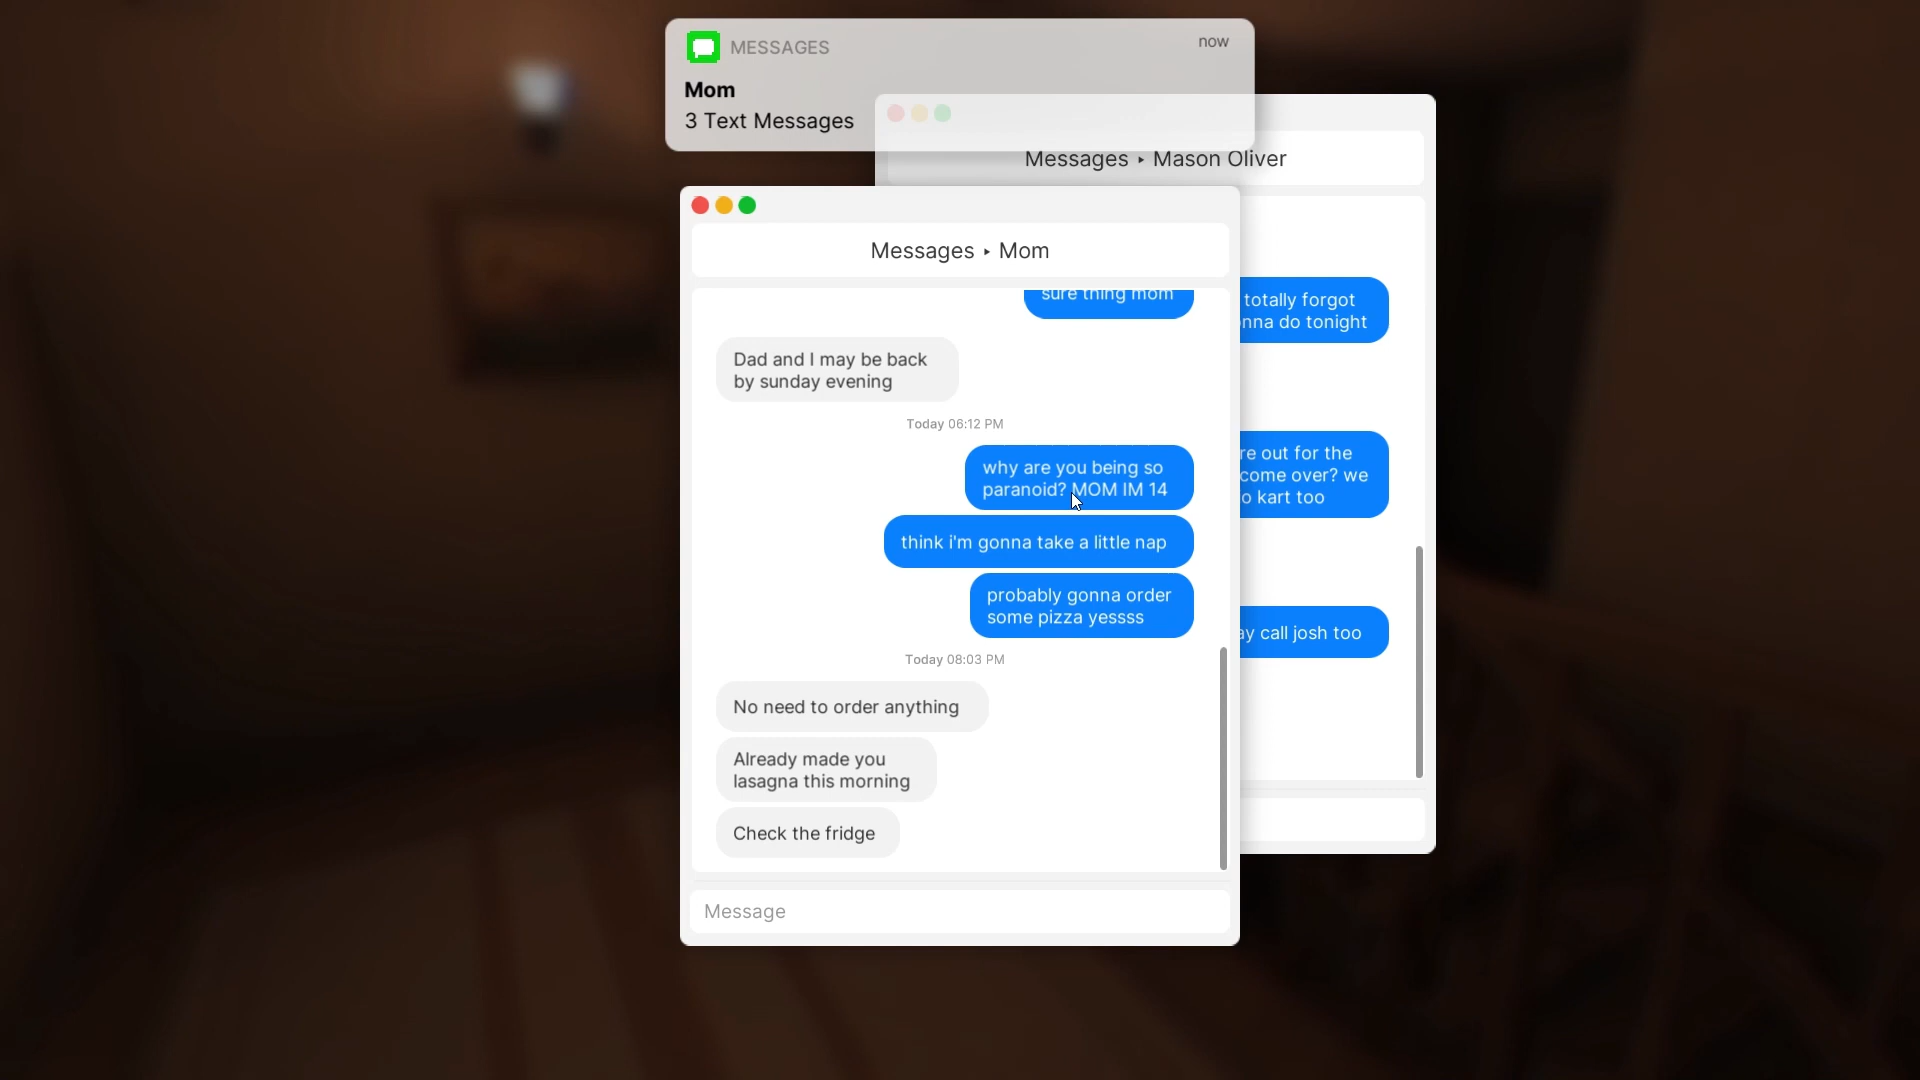 MESSAGES
now
Mom
3 Text Messages
Messages ‣ Mason Oliver
totally forgot
nna do tonight
re out for the
come over? we
o kart too
ay call josh too
Messages ‣ Mom
sure thing mom
Dad and I may be back
by sunday evening
Today 06:12 PM
why are you being so
paranoid? MOM IM 14
think i'm gonna take a little nap
probably gonna order
some pizza yessss
Today 08:03 PM
No need to order anything
Already made you
lasagna this morning
Check the fridge
Message